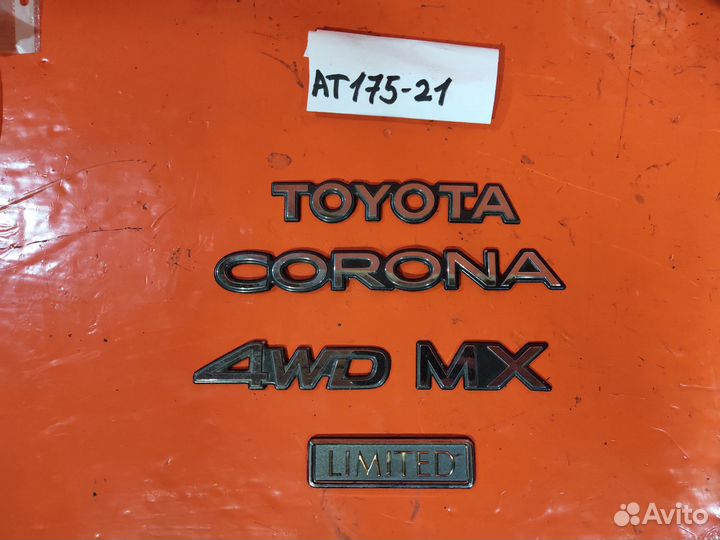 AT175-21
TOYOTA
CORONA
4WD MX
LIMITED
Avito